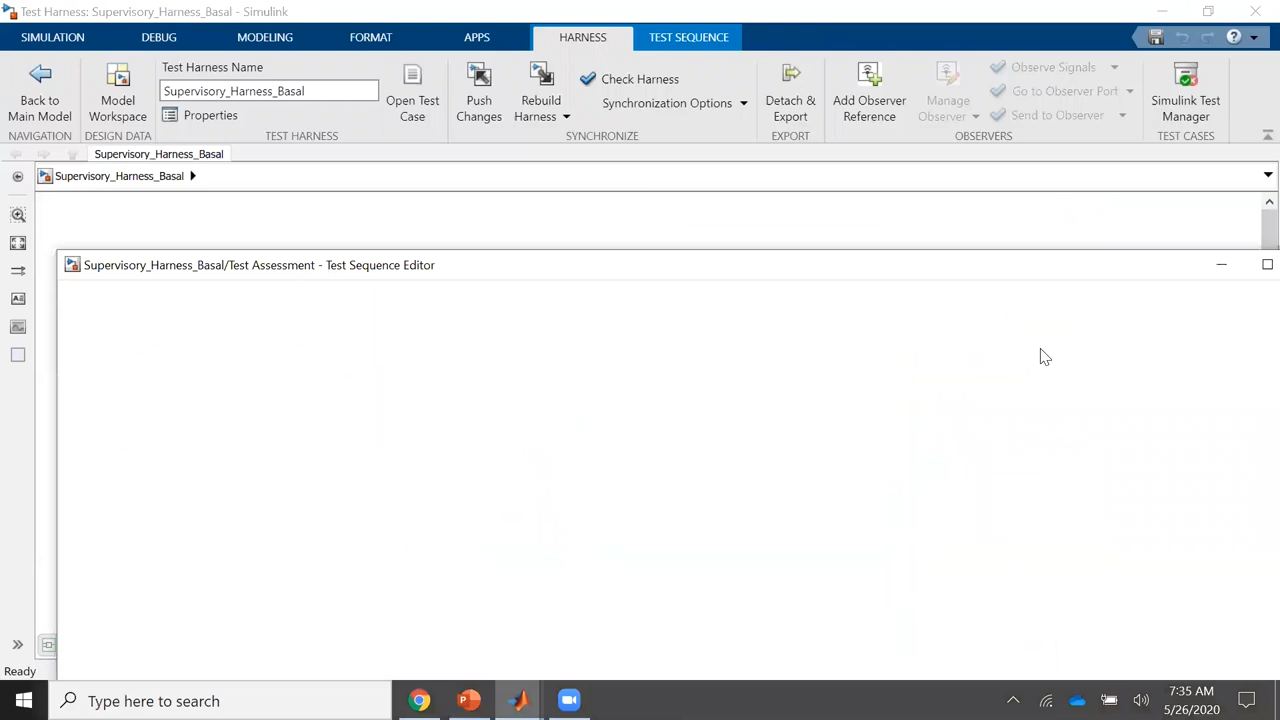 Test Harness: Supervisory_Harness_Basal - Simulink
SIMULATION DEBUG MODELING FORMAT APPS HARNESS TEST SEQUENCE
Back to Main Model
NAVIGATION
Model Workspace
DESIGN DATA
Test Harness Name
Supervisory_Harness_Basal
Properties
Open Test Case
TEST HARNESS
Push Changes
Rebuild Harness
Check Harness
Synchronization Options
SYNCHRONIZE
Detach & Export
EXPORT
Add Observer Reference
Manage Observer
Observe Signals
Go to Observer Port
Send to Observer
OBSERVERS
Simulink Test Manager
TEST CASES
Supervisory_Harness_Basal
Supervisory_Harness_Basal
Supervisory_Harness_Basal/Test Assessment - Test Sequence Editor
Ready
Type here to search
7:35 AM
5/26/2020